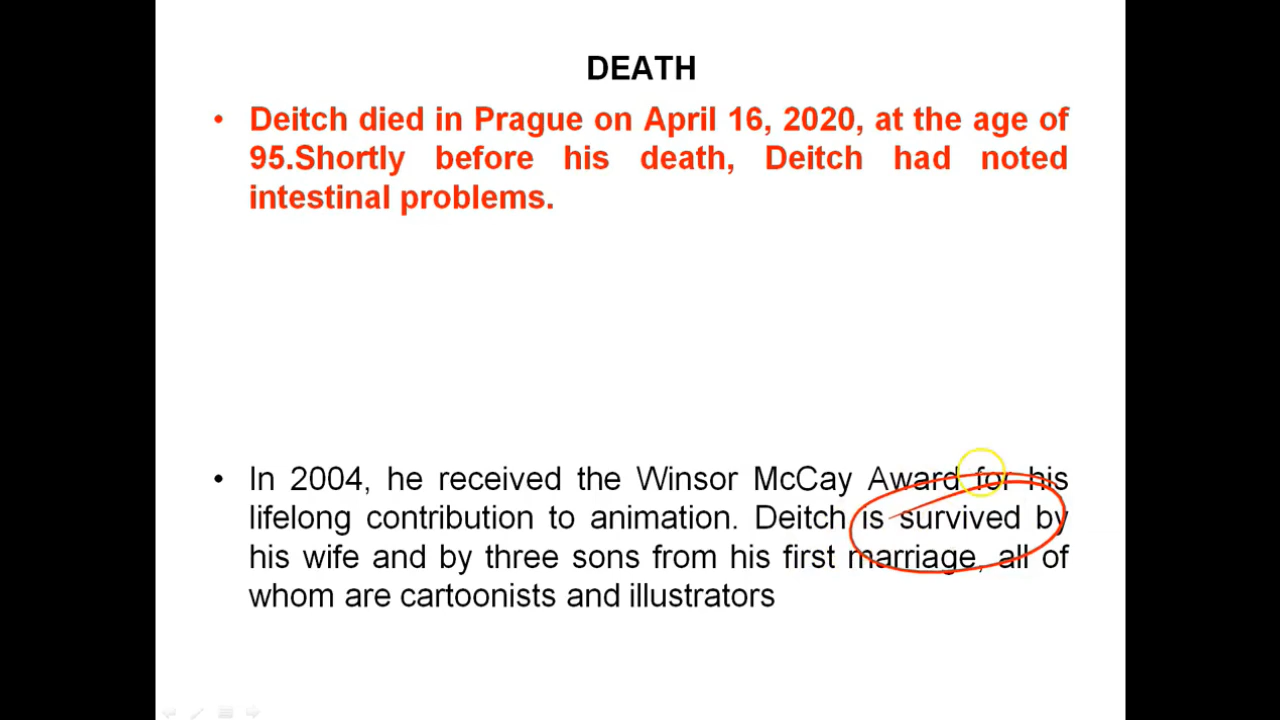 DEATH
• Deitch died in Prague on April 16, 2020, at the age of
95.Shortly before his death, Deitch had noted
intestinal problems.
• In 2004, he received the Winsor McCay Award for his
lifelong contribution to animation. Deitch is survived by
his wife and by three sons from his first marriage, all of
whom are cartoonists and illustrators